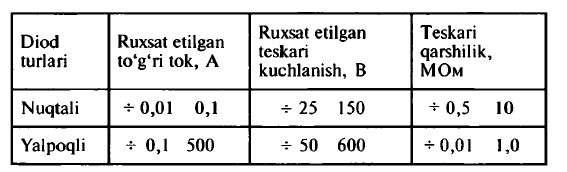 Diod turlari | Ruxsat etilgan to‘g‘ri tok, A | Ruxsat etilgan teskari kuchlanish, B | Teskari qarshilik, МОм
Nuqtali | ÷ 0,01 0,1 | ÷ 25 150 | ÷ 0,5 10
Yalpoqli | ÷ 0,1 500 | ÷ 50 600 | ÷ 0,01 1,0